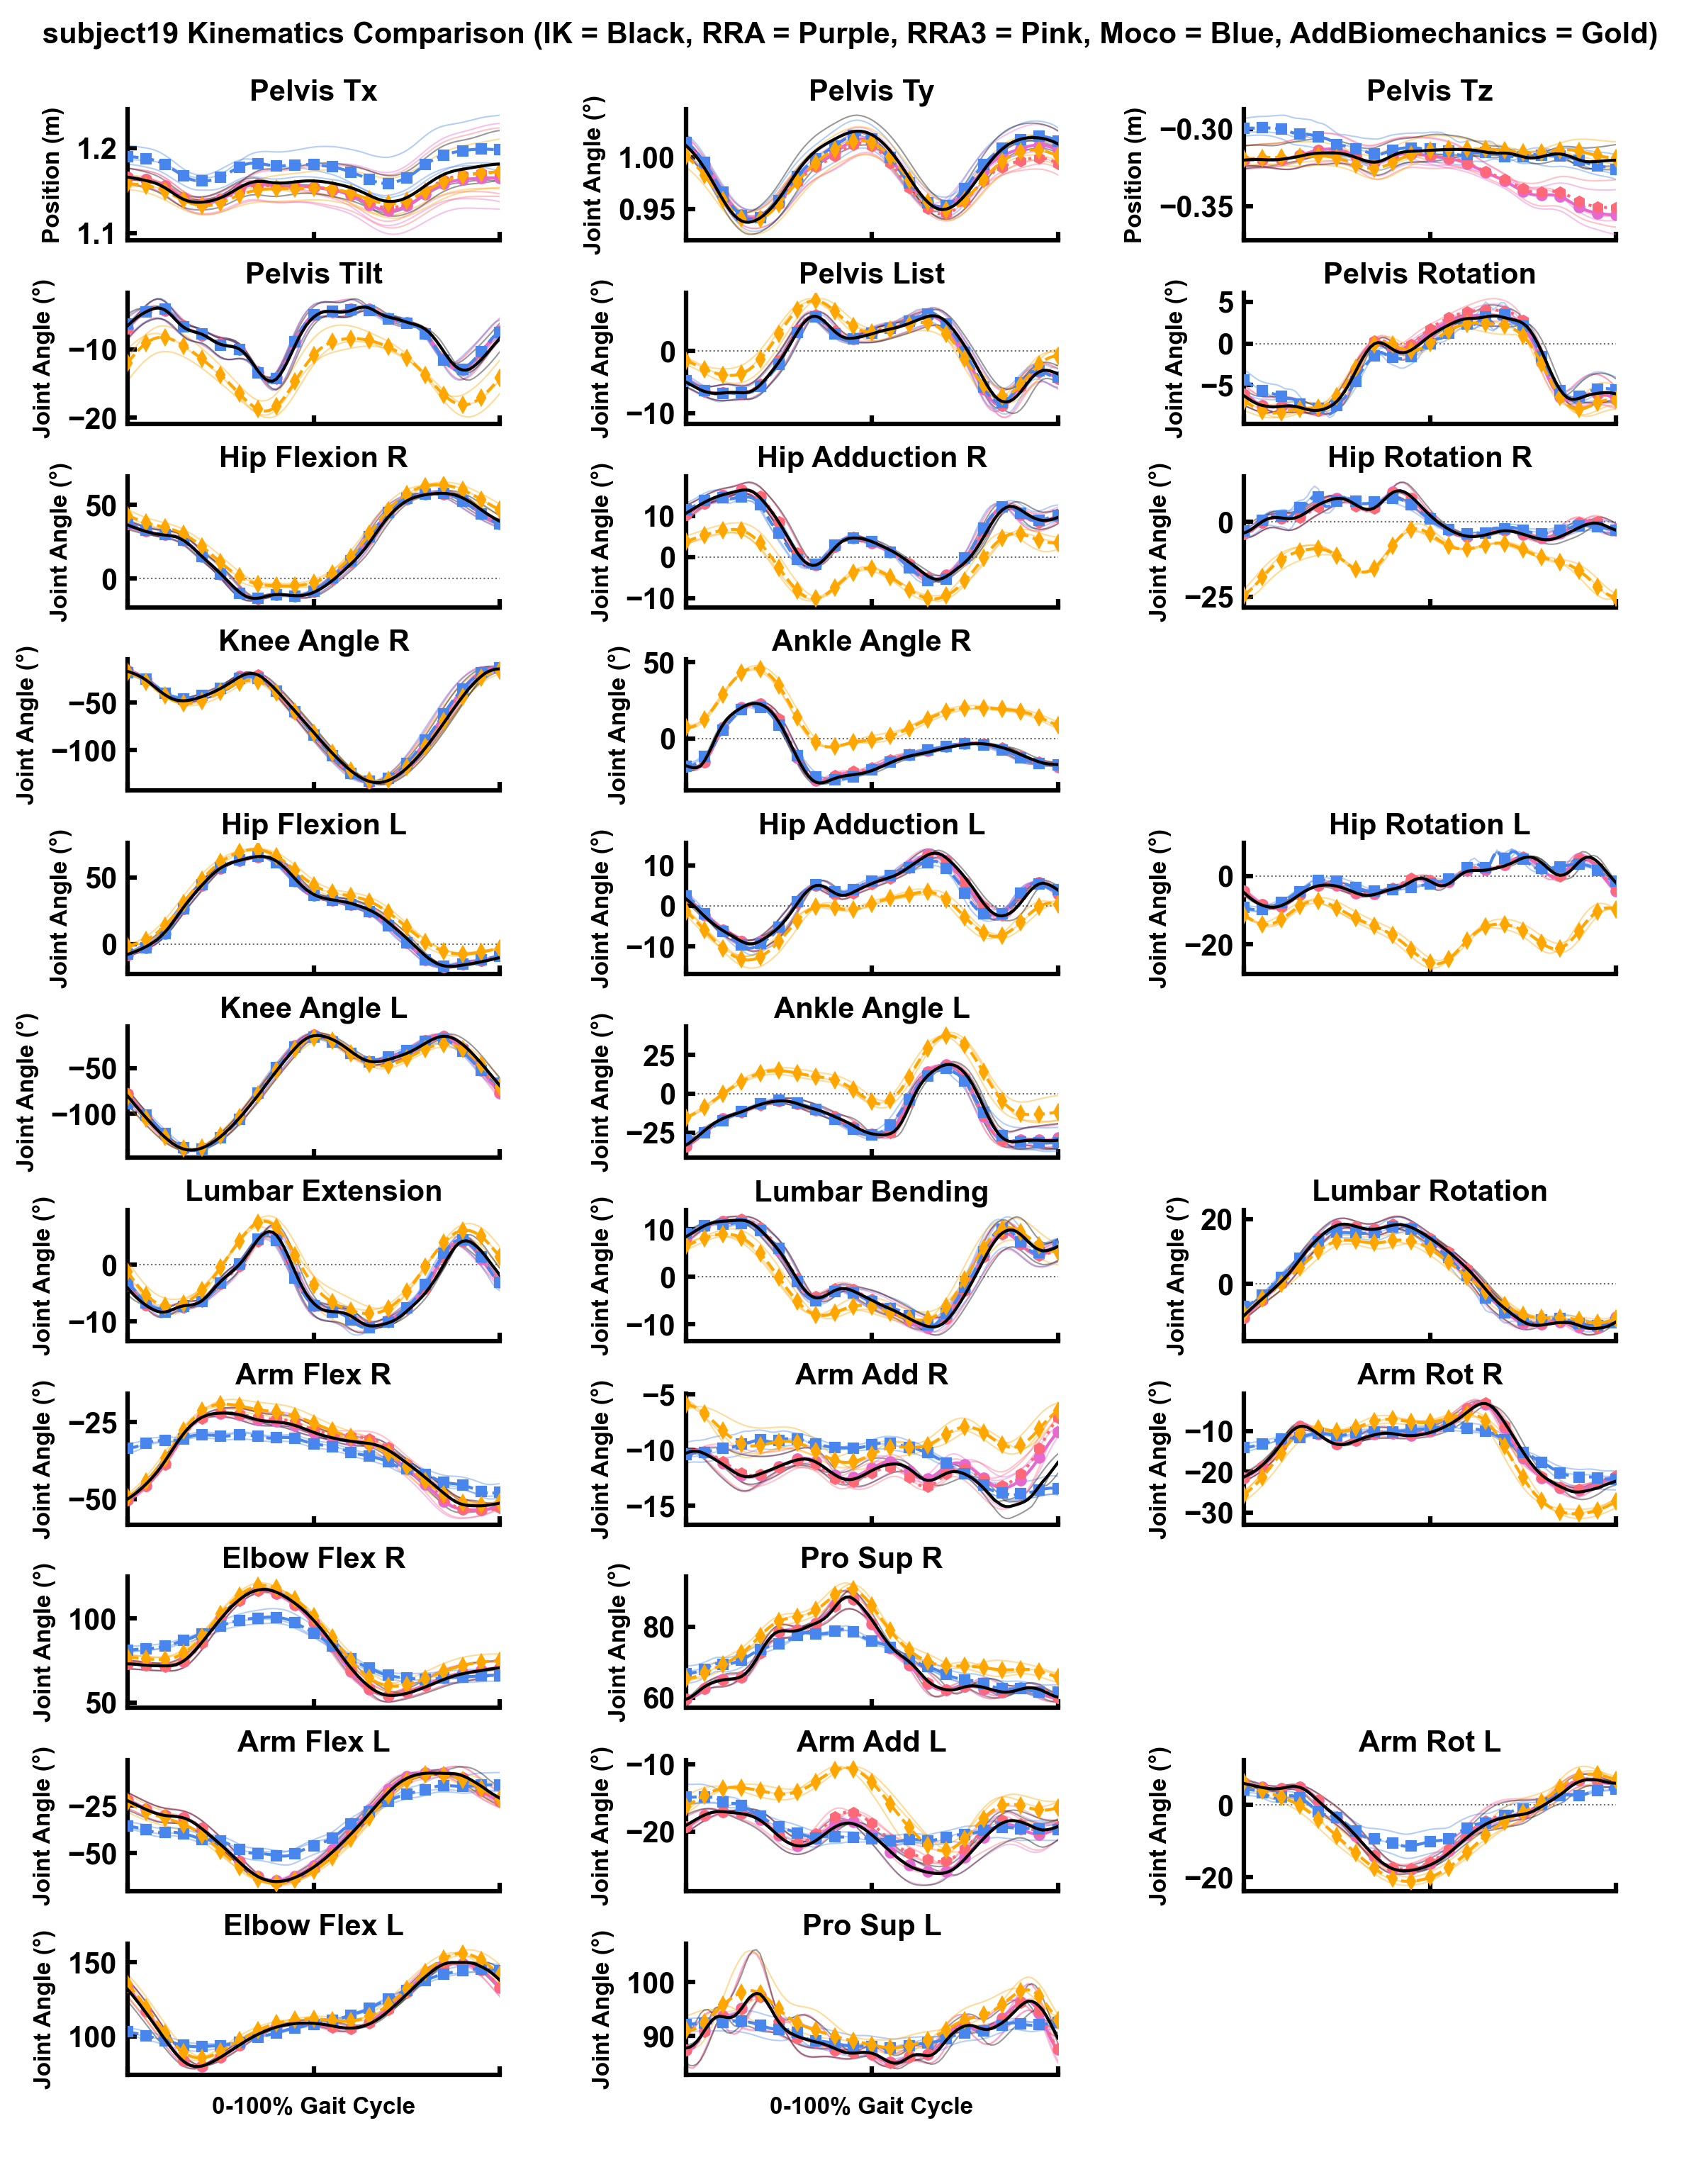 subject19 Kinematics Comparison (IK = Black, RRA = Purple, RRA3 = Pink, Moco = Blue, AddBiomechanics = Gold)
Pelvis Tx
Position (m)
1.2
1.1
Pelvis Ty
Joint Angle (°)
1.00
0.95
Pelvis Tz
Position (m)
−0.30
−0.35
Pelvis Tilt
Joint Angle (°)
−10
−20
Pelvis List
Joint Angle (°)
0
−10
Pelvis Rotation
Joint Angle (°)
5
0
−5
Hip Flexion R
Joint Angle (°)
50
0
Hip Adduction R
Joint Angle (°)
10
0
−10
Hip Rotation R
Joint Angle (°)
0
−25
Knee Angle R
Joint Angle (°)
−50
−100
Ankle Angle R
Joint Angle (°)
50
0
Hip Flexion L
Joint Angle (°)
50
0
Hip Adduction L
Joint Angle (°)
10
0
−10
Hip Rotation L
Joint Angle (°)
0
−20
Knee Angle L
Joint Angle (°)
−50
−100
Ankle Angle L
Joint Angle (°)
25
0
−25
Lumbar Extension
Joint Angle (°)
0
−10
Lumbar Bending
Joint Angle (°)
10
0
−10
Lumbar Rotation
Joint Angle (°)
20
0
Arm Flex R
Joint Angle (°)
−25
−50
Arm Add R
Joint Angle (°)
−5
−10
−15
Arm Rot R
Joint Angle (°)
−10
−20
−30
Elbow Flex R
Joint Angle (°)
100
50
Pro Sup R
Joint Angle (°)
80
60
Arm Flex L
Joint Angle (°)
−25
−50
Arm Add L
Joint Angle (°)
−10
−20
Arm Rot L
Joint Angle (°)
0
−20
Elbow Flex L
Joint Angle (°)
150
100
0-100% Gait Cycle
Pro Sup L
Joint Angle (°)
100
90
0-100% Gait Cycle